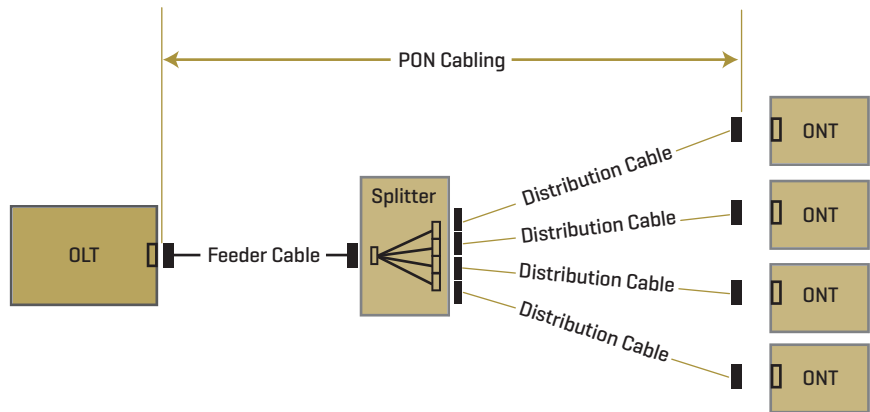 PON Cabling
ONT
Distribution Cable
Splitter
Distribution Cable
ONT
OLT
Feeder Cable
Distribution Cable
ONT
Distribution Cable
ONT